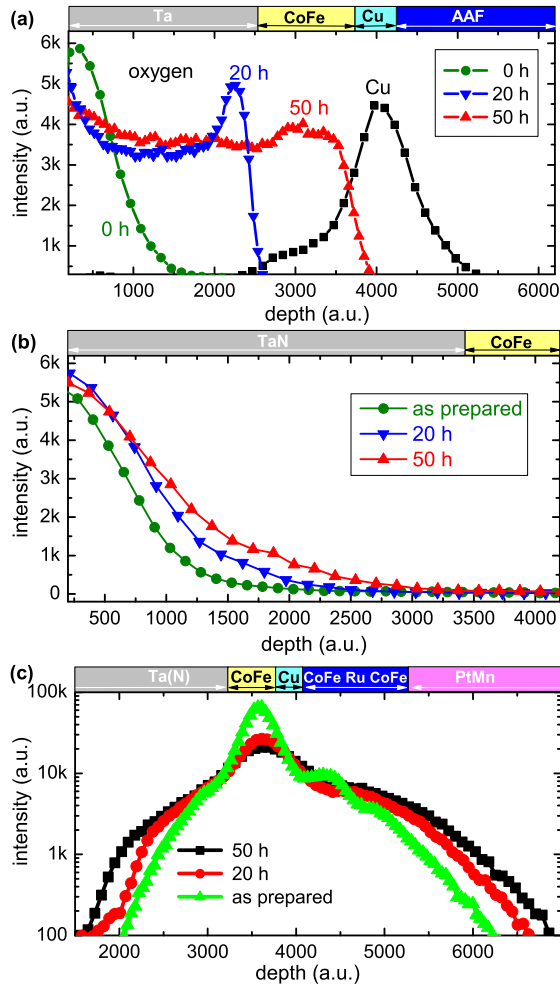 (a)
Ta CoFe Cu AAF
6k
5k
4k
3k
2k
1k
intensity (a.u.)
oxygen
20 h
50 h
0 h
Cu
0 h
20 h
50 h
1000 2000 3000 4000 5000 6000
depth (a.u.)
(b)
TaN CoFe
6k
5k
4k
3k
2k
1k
0
intensity (a.u.)
as prepared
20 h
50 h
500 1000 1500 2000 2500 3000 3500 4000
depth (a.u.)
(c)
Ta(N) CoFe Cu CoFe Ru CoFe PtMn
100k
10k
1k
100
intensity (a.u.)
50 h
20 h
as prepared
2000 3000 4000 5000 6000
depth (a.u.)